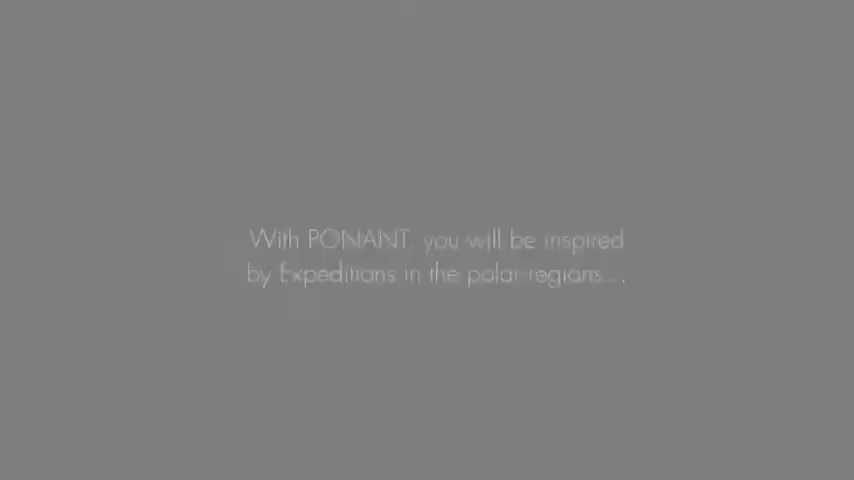 With PONANT, you will be inspired
by Expeditions in the polar regions...